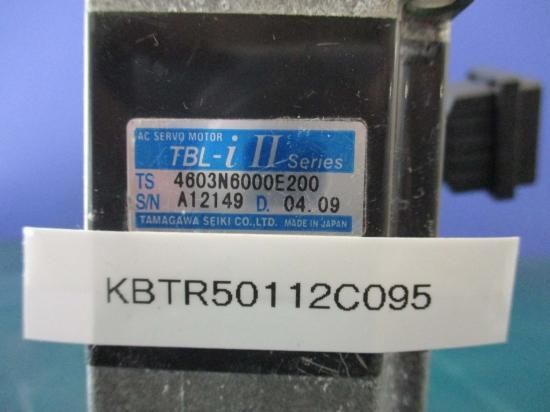 AC SERVO MOTOR
TBL-i II Series
TS 4603N6000E200
S/N A12149 D. 04.09
TAMAGAWA SEIKI CO.,LTD. MADE IN JAPAN
KBTR50112C095